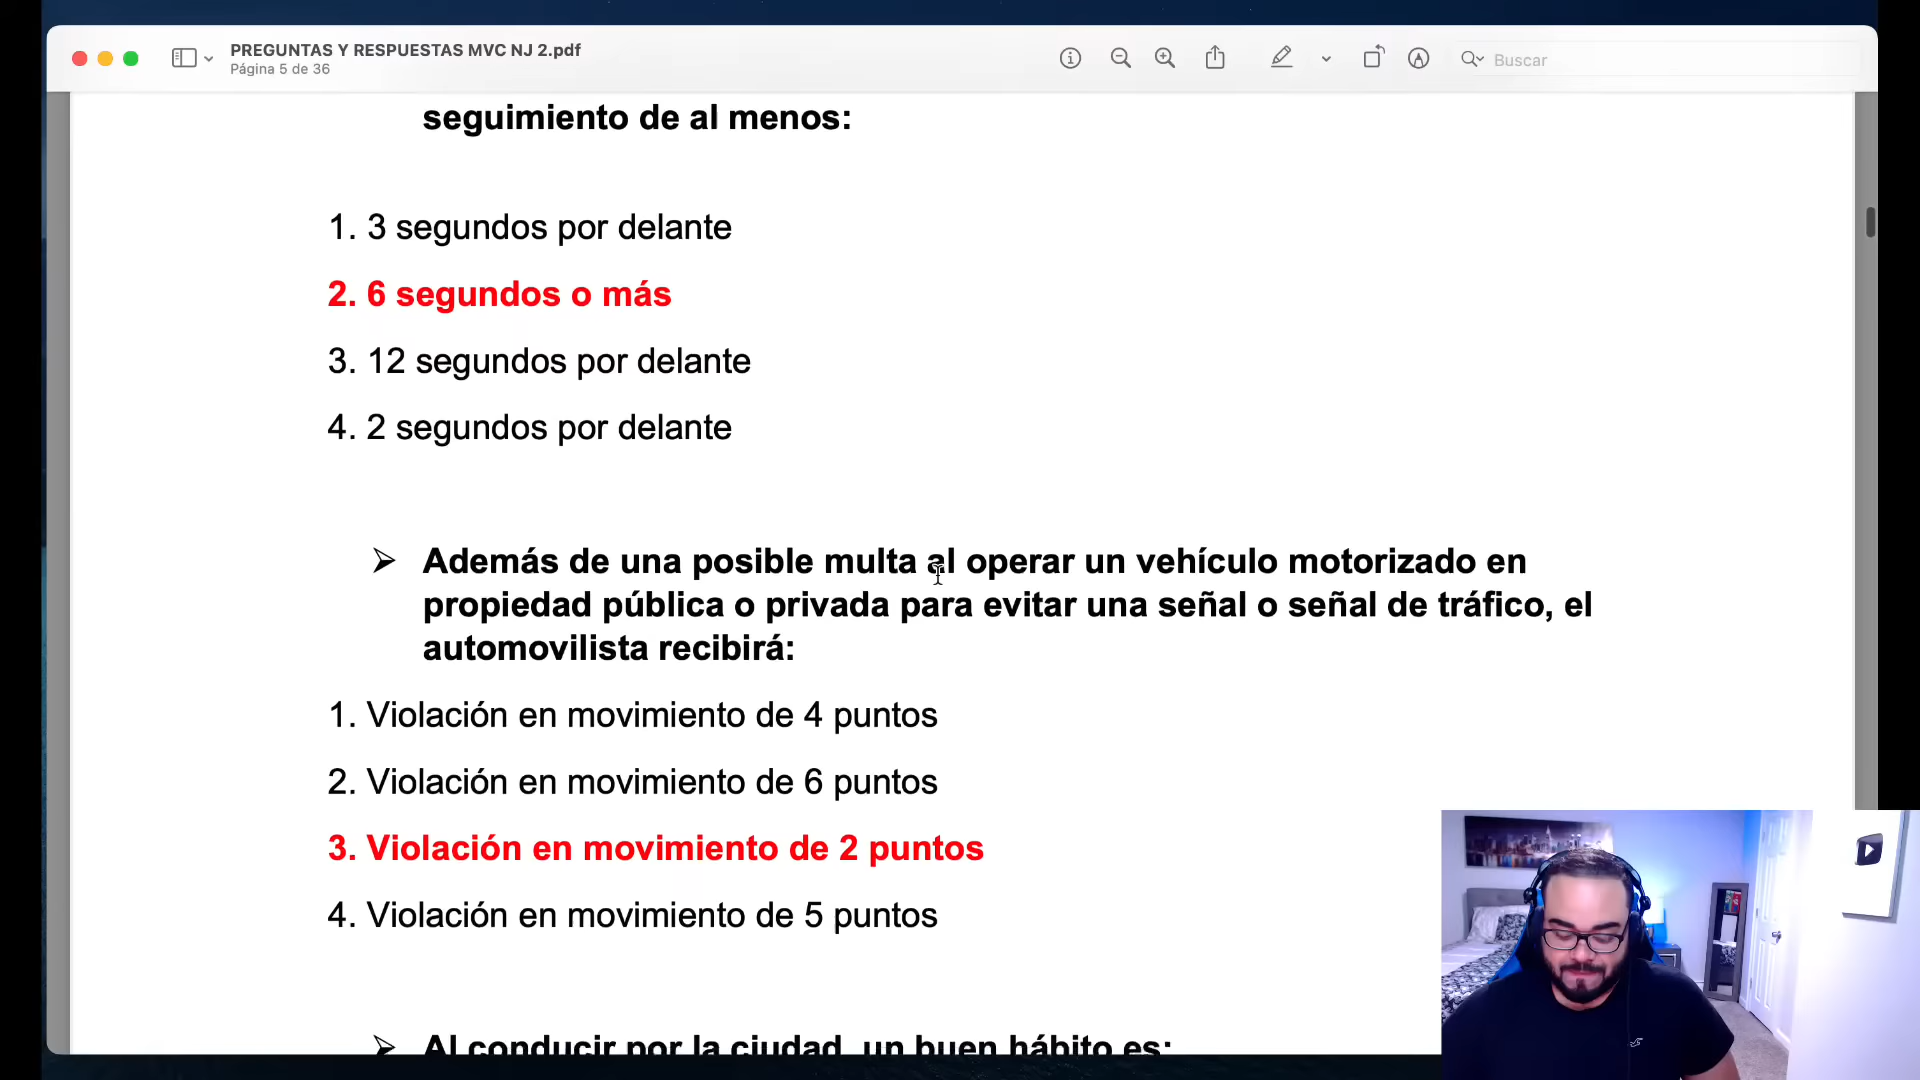 PREGUNTAS Y RESPUESTAS MVC NJ 2.pdf
Página 5 de 36
Buscar
seguimiento de al menos:
1. 3 segundos por delante
2. 6 segundos o más
3. 12 segundos por delante
4. 2 segundos por delante
➢ Además de una posible multa al operar un vehículo motorizado en
propiedad pública o privada para evitar una señal o señal de tráfico, el
automovilista recibirá:
1. Violación en movimiento de 4 puntos
2. Violación en movimiento de 6 puntos
3. Violación en movimiento de 2 puntos
4. Violación en movimiento de 5 puntos
➢ Al conducir por la ciudad, un buen hábito es: